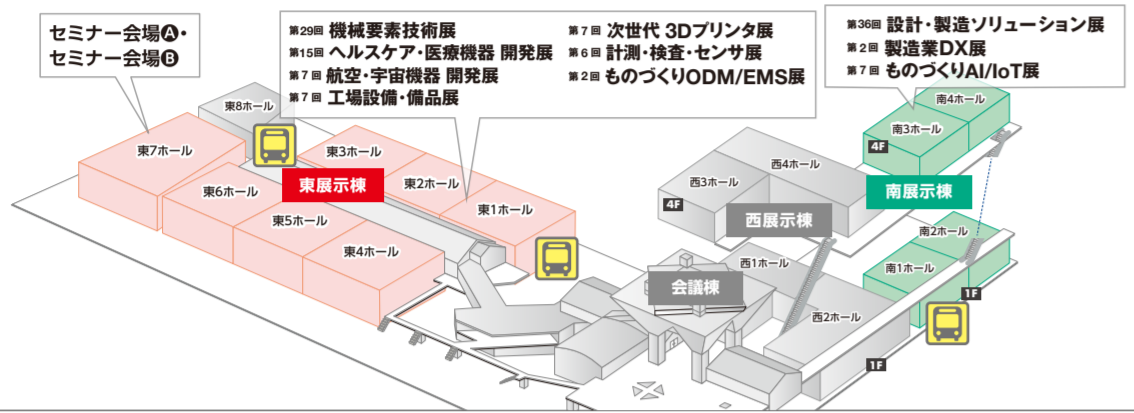 セミナー会場Ⓐ・
セミナー会場Ⓑ
第29回 機械要素技術展
第15回 ヘルスケア・医療機器 開発展
第7回 航空・宇宙機器 開発展
第7回 工場設備・備品展
第7回 次世代 3Dプリンタ展
第6回 計測・検査・センサ展
第2回 ものづくりODM/EMS展
第36回 設計・製造ソリューション展
第2回 製造業DX展
第7回 ものづくりAI/IoT展
東8ホール
東7ホール
東3ホール
東6ホール
東展示棟
東2ホール
東1ホール
東5ホール
東4ホール
南4ホール
南3ホール
4F
西4ホール
西3ホール
4F
南展示棟
西展示棟
南2ホール
西1ホール
南1ホール
会議棟
1F
西2ホール
1F